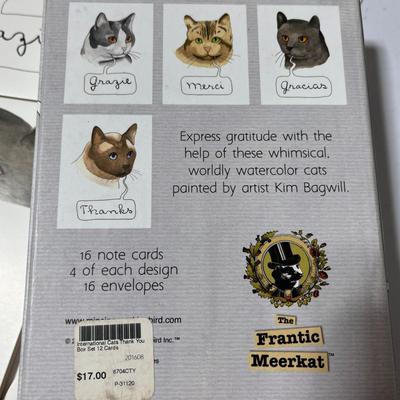 Grazie
Merci
Gracias
Thanks
Express gratitude with the
help of these whimsical,
worldly watercolor cats
painted by artist Kim Bagwill.
16 note cards
4 of each design
16 envelopes
The
Frantic
Meerkat
International Cats Thank You
Box Set 12 Cards
201608
$17.00
8704CTY
P-31120